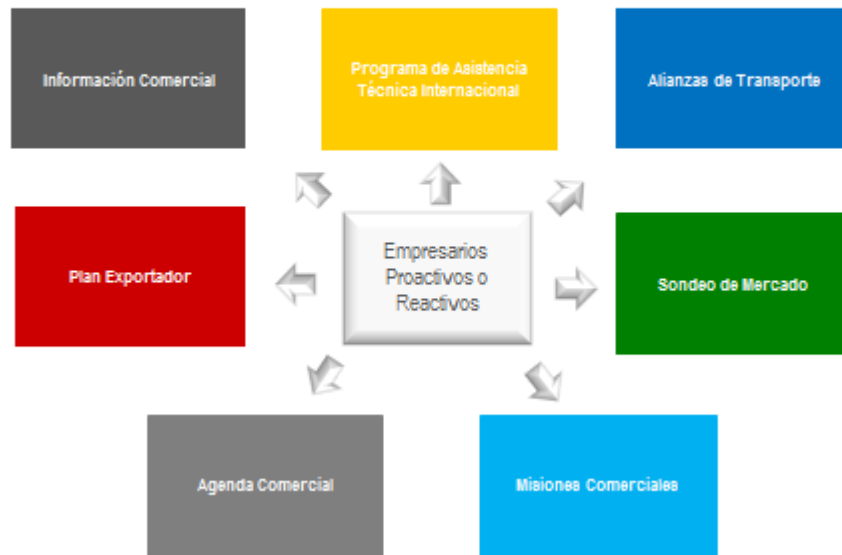 Información Comercial
Programa de Asistencia
Técnica Internacional
Alianzas de Transporte
Plan Exportador
Empresarios
Proactivos o
Reactivos
Sondeo de Mercado
Agenda Comercial
Misiones Comerciales